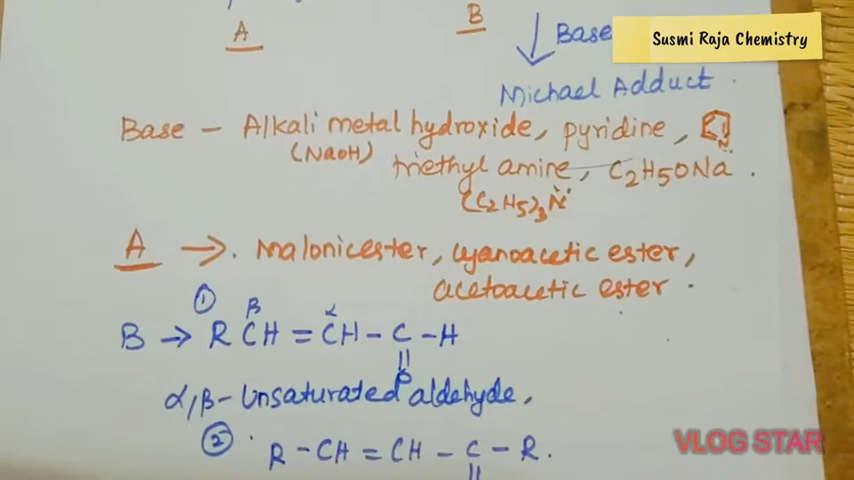 A
B
Base
Susmi Raja Chemistry
Michael Adduct.
Base - Alkali metal hydroxide, pyridine, N
(NaOH)
triethyl amine, C2H5ONa.
(C2H5)3N
A → Malonicester, cyanoacetic ester,
acetoacetic ester.
①
β α
B → R CH = CH - C - H
O
α,β- Unsaturated aldehyde,
②
R - CH = CH - C - R.
VLOG STAR